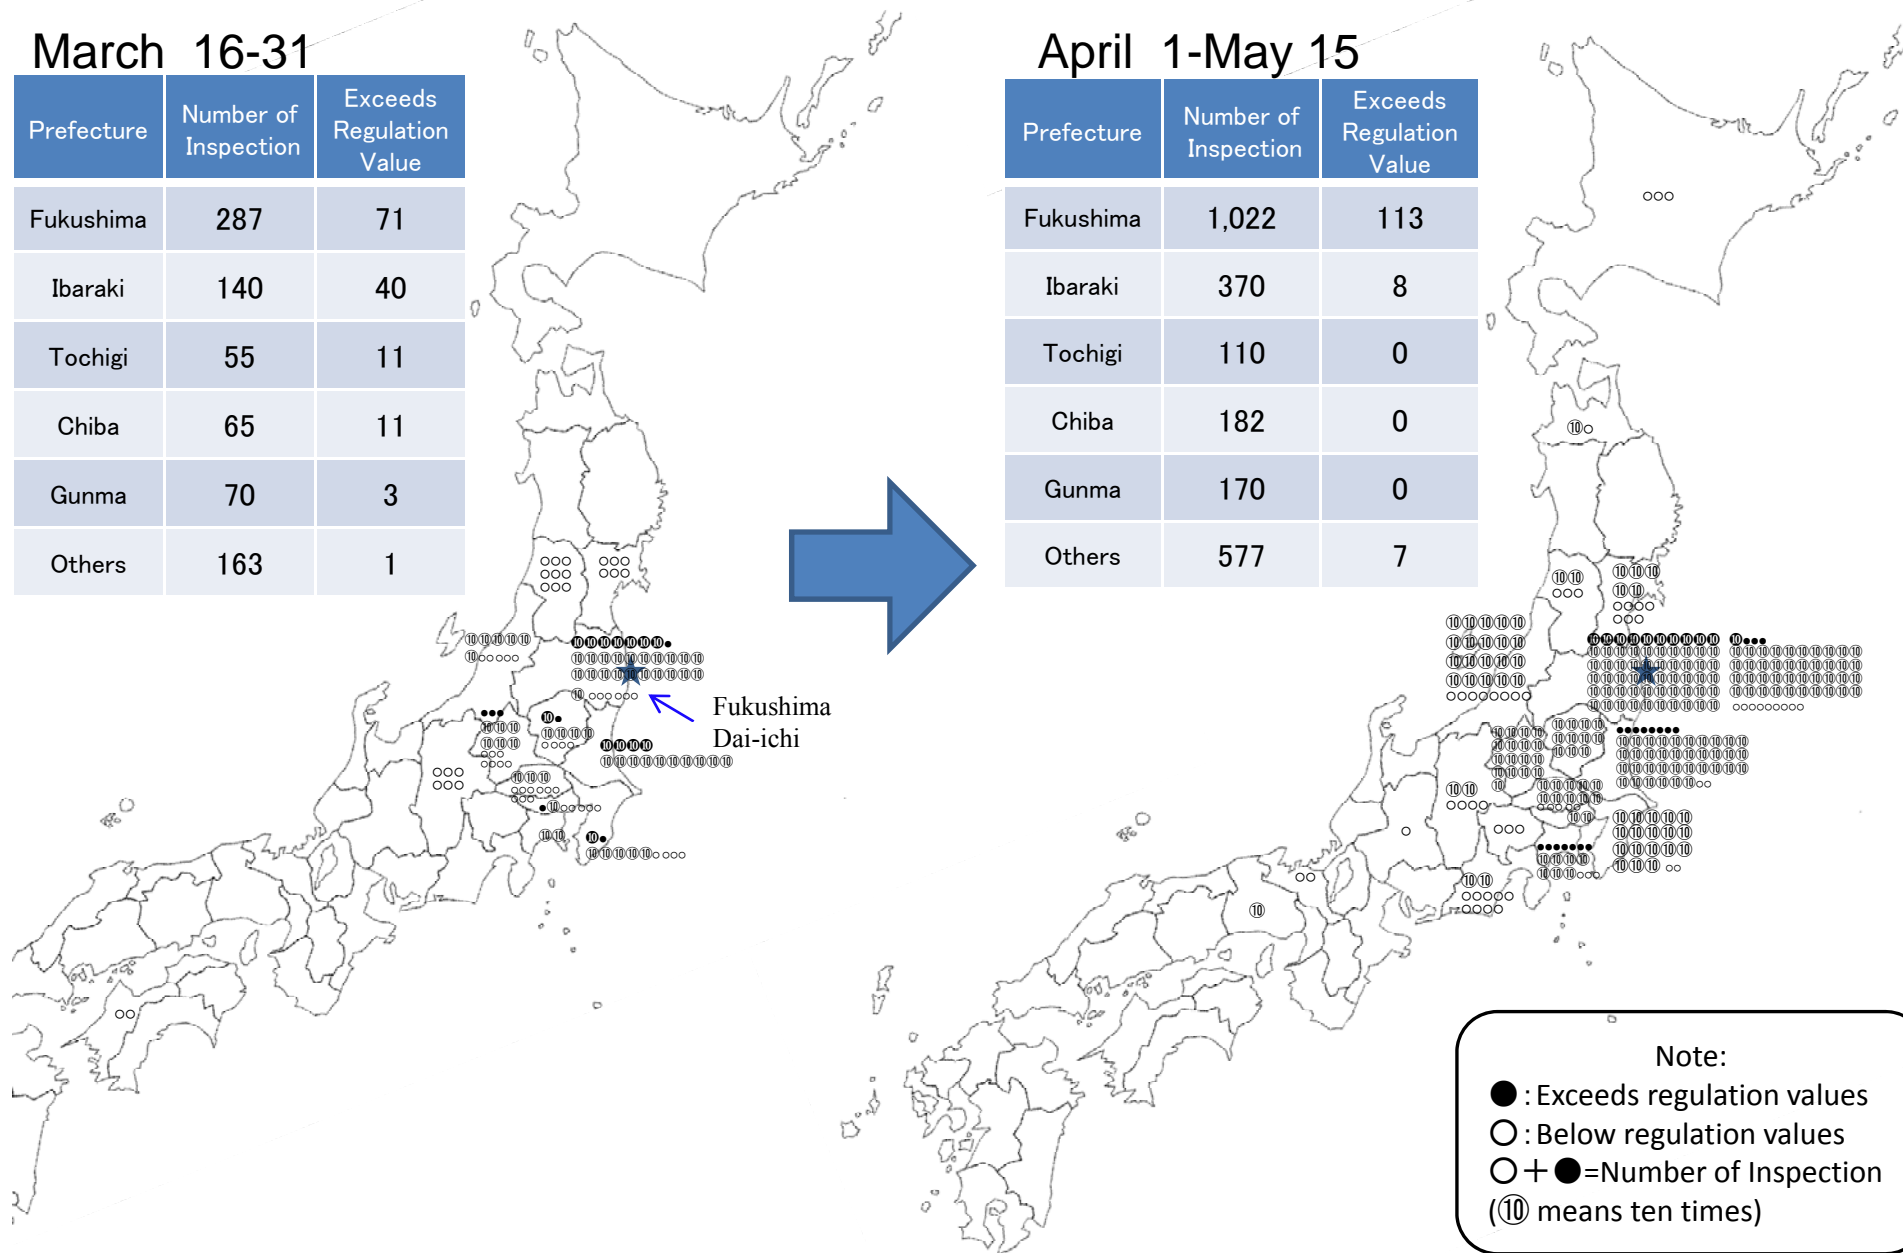 March 16-31
Prefecture Number of Inspection Exceeds Regulation Value
Fukushima 287 71
Ibaraki 140 40
Tochigi 55 11
Chiba 65 11
Gunma 70 3
Others 163 1
Fukushima
Dai-ichi
April 1-May 15
Prefecture Number of Inspection Exceeds Regulation Value
Fukushima 1,022 113
Ibaraki 370 8
Tochigi 110 0
Chiba 182 0
Gunma 170 0
Others 577 7
Note:
●:Exceeds regulation values
○:Below regulation values
○+●=Number of Inspection
(⑩ means ten times)